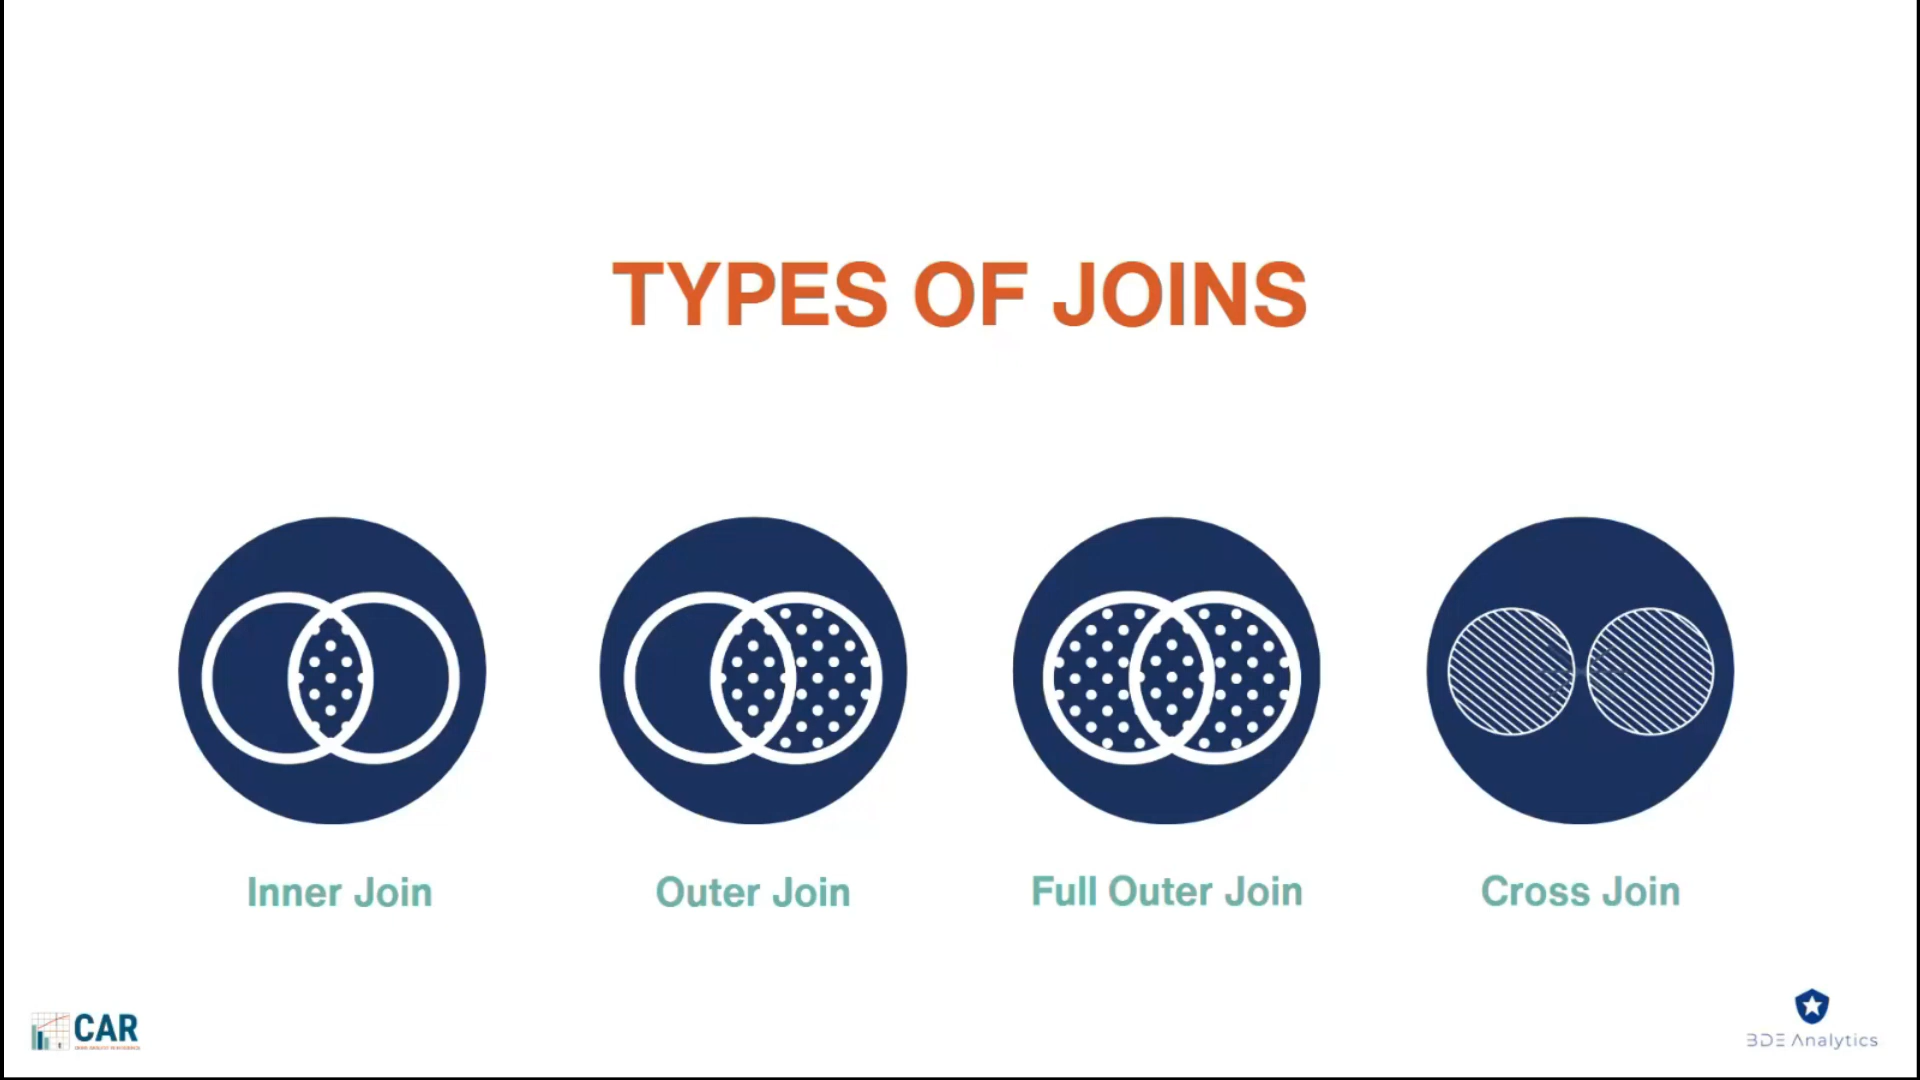 TYPES OF JOINS
Inner Join
Outer Join
Full Outer Join
Cross Join
CAR
BDE Analytics